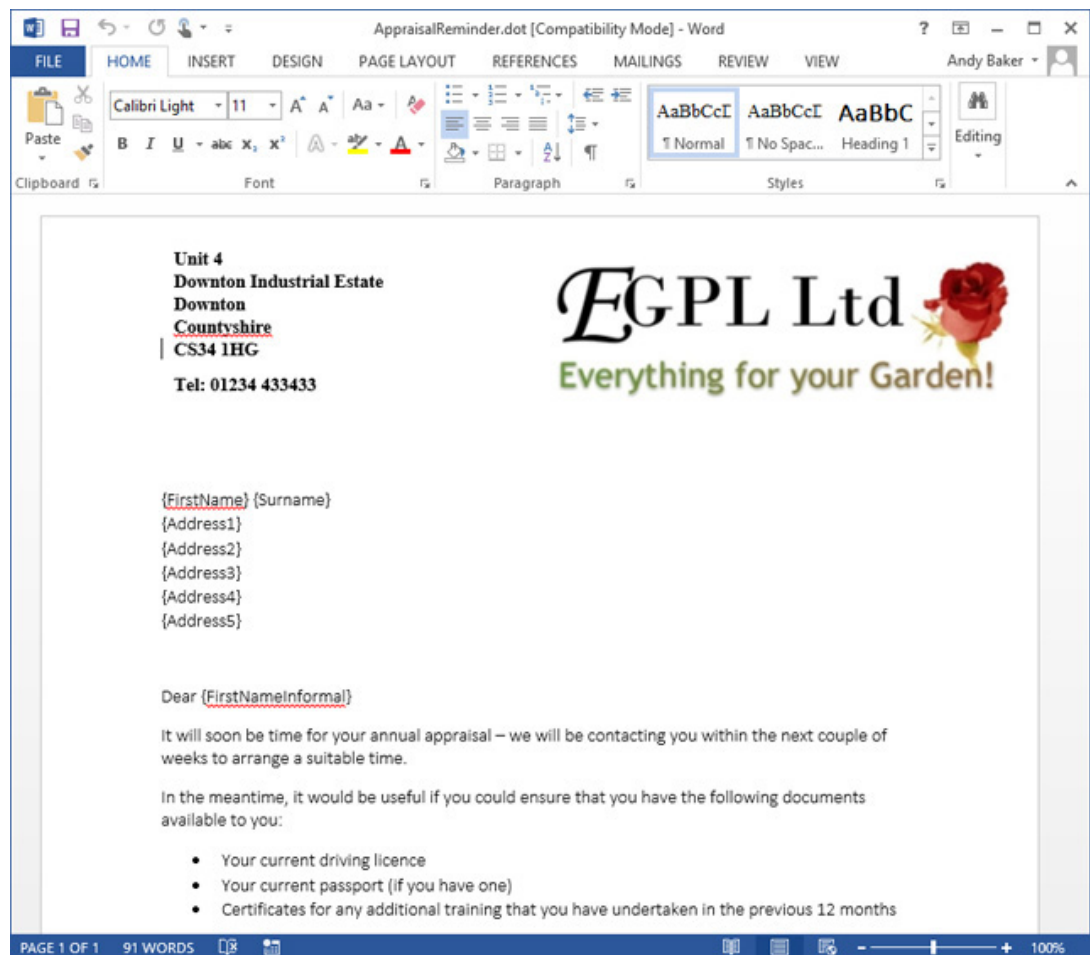 AppraisalReminder.dot [Compatibility Mode] - Word
?
FILE HOME INSERT DESIGN PAGE LAYOUT REFERENCES MAILINGS REVIEW VIEW Andy Baker
Paste
Calibri Light 11 A A Aa
B I U abc X₂ X² A aby A
AaBbCcI AaBbCcI AaBbC
¶ Normal ¶ No Spac... Heading 1
Editing
Clipboard Font Paragraph Styles
Unit 4
Downton Industrial Estate
Downton
Countyshire
CS34 1HG
Tel: 01234 433433
EGPL Ltd
Everything for your Garden!
{FirstName} {Surname}
{Address1}
{Address2}
{Address3}
{Address4}
{Address5}
Dear {FirstNameInformal}
It will soon be time for your annual appraisal – we will be contacting you within the next couple of
weeks to arrange a suitable time.
In the meantime, it would be useful if you could ensure that you have the following documents
available to you:
• Your current driving licence
• Your current passport (if you have one)
• Certificates for any additional training that you have undertaken in the previous 12 months
PAGE 1 OF 1 91 WORDS 100%